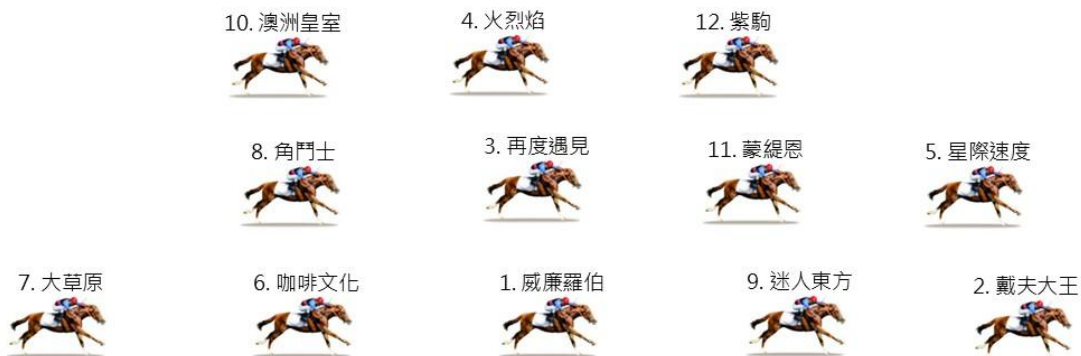 10. 澳洲皇室
4. 火烈焰
12. 紫駒
8. 角鬥士
3. 再度遇見
11. 蒙緹恩
5. 星際速度
7. 大草原
6. 咖啡文化
1. 威廉羅伯
9. 迷人東方
2. 戴夫大王